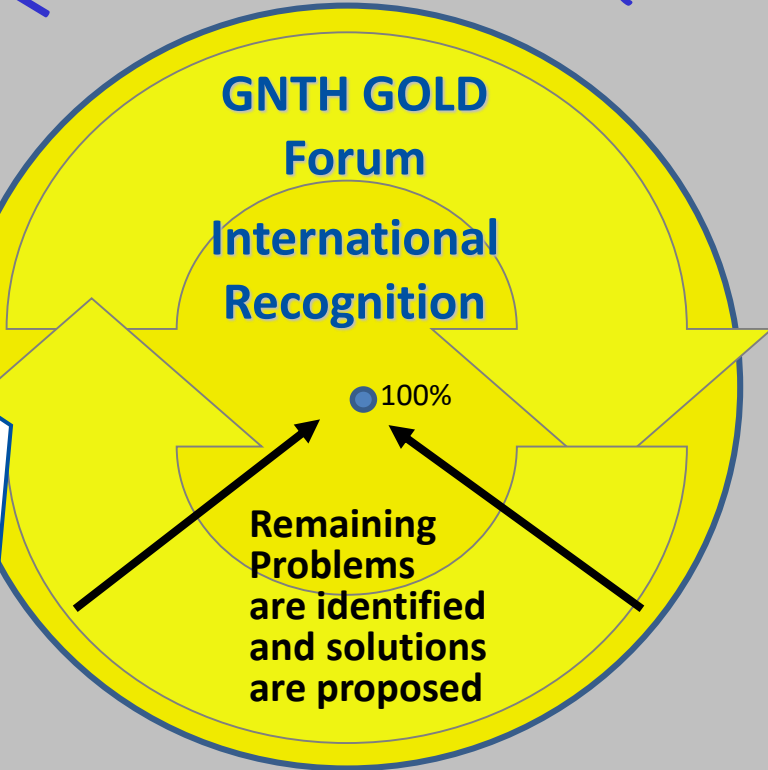 GNTH GOLD
Forum
International
Recognition
100%
Remaining
Problems
are identified
and solutions
are proposed